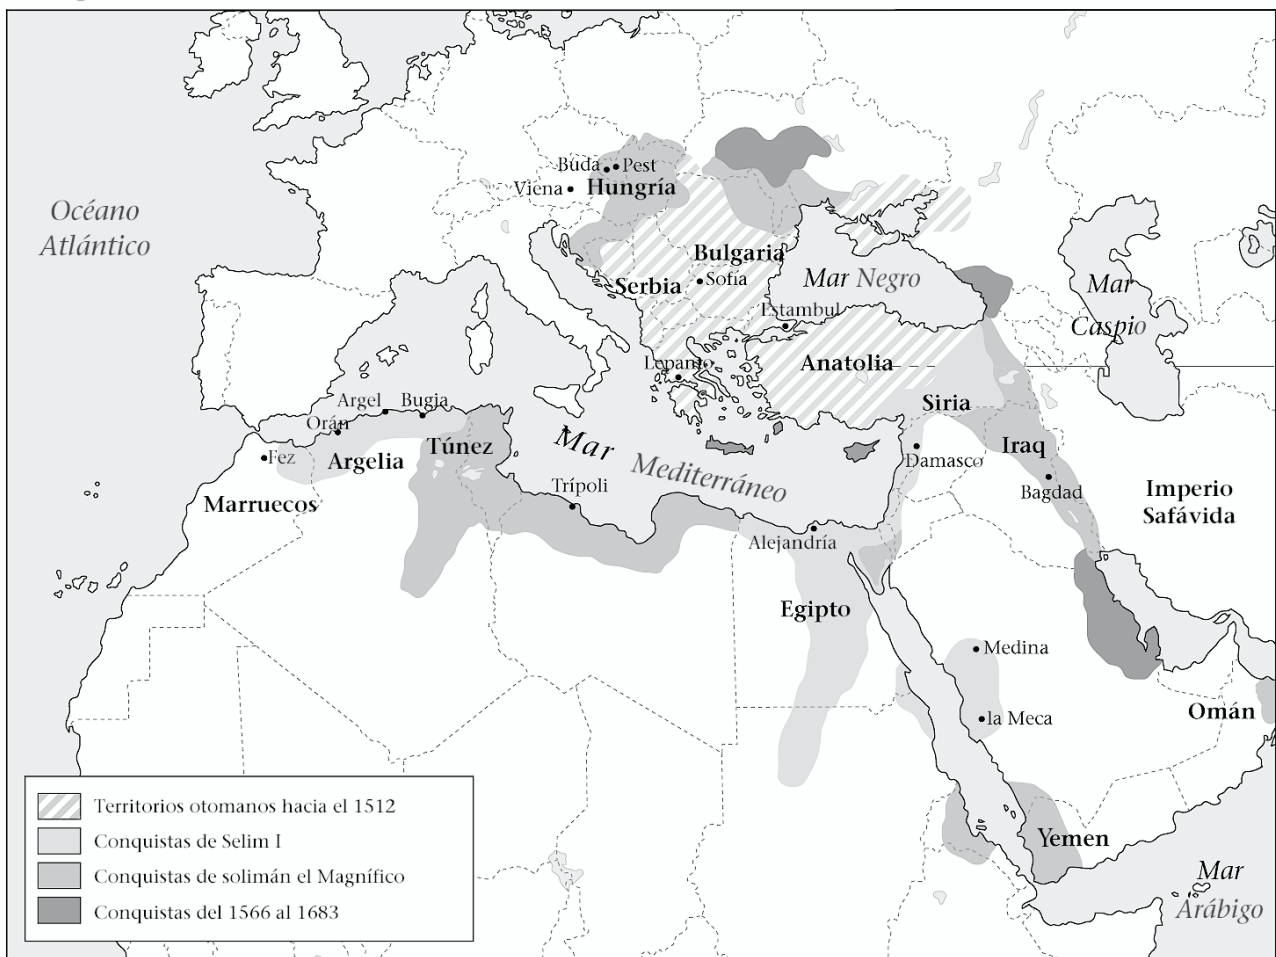 Buda
Pest
Viena
Hungría
Océano
Atlántico
Bulgaria
Serbia
Sofía
Mar Negro
Mar
Caspio
Estambul
Lepanto
Anatolia
Argel
Bugia
Orán
Siria
Fez
Argelia
Túnez
Mar Mediterráneo
Iraq
Damasco
Marruecos
Trípoli
Bagdad
Imperio
Safávida
Alejandría
Egipto
Medina
la Meca
Omán
Yemen
Mar
Arábigo
Territorios otomanos hacia el 1512
Conquistas de Selim I
Conquistas de solimán el Magnífico
Conquistas del 1566 al 1683